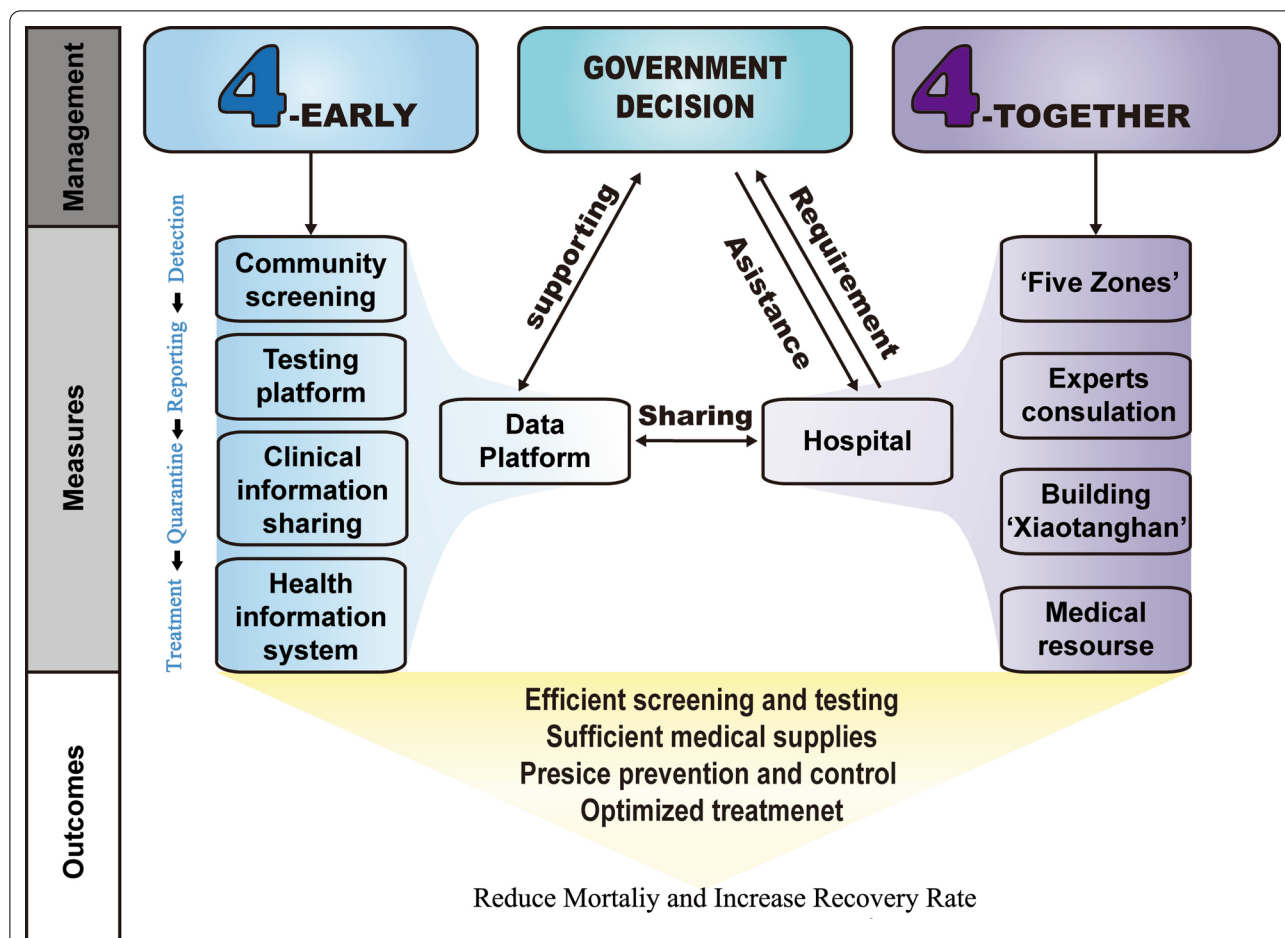 Management
4-EARLY
GOVERNMENT
DECISION
4-TOGETHER
Measures
Detection
Reporting
Quarantine
Treatment
Community
screening
Testing
platform
Clinical
information
sharing
Health
information
system
supporting
Asistance
Requirement
Data
Platform
Sharing
Hospital
‘Five Zones’
Experts
consulation
Building
‘Xiaotanghan’
Medical
resourse
Outcomes
Efficient screening and testing
Sufficient medical supplies
Presice prevention and control
Optimized treatmenet
Reduce Mortaliy and Increase Recovery Rate